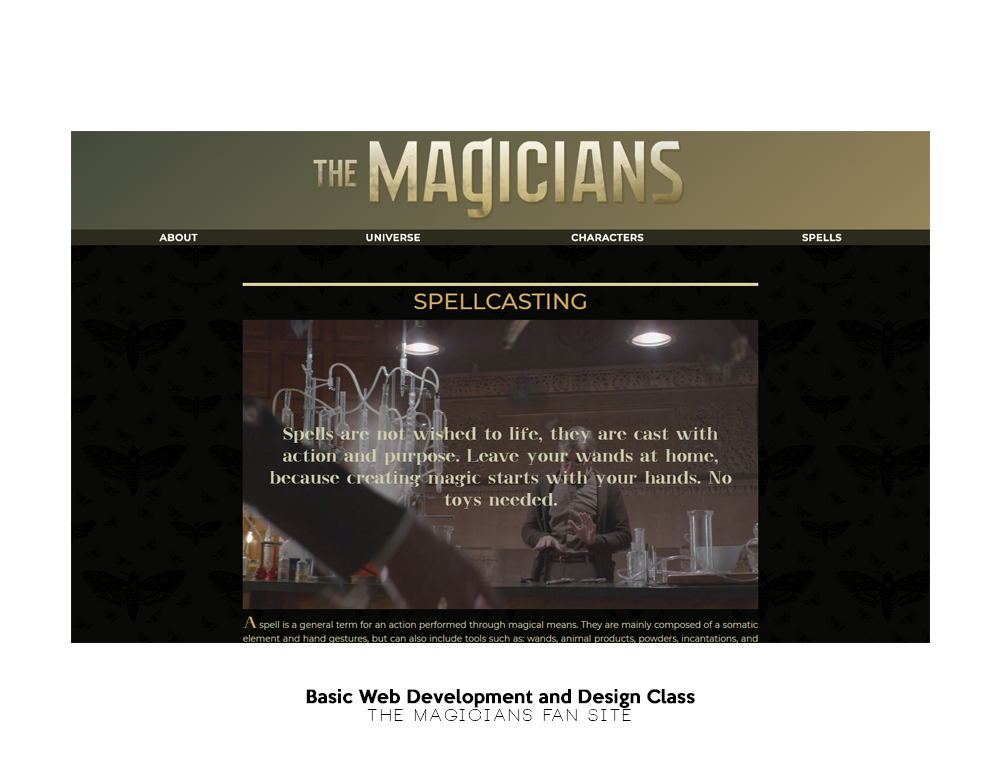 THE MAGICIANS
ABOUT UNIVERSE CHARACTERS SPELLS
SPELLCASTING
Spells are not wished to life, they are cast with
action and purpose. Leave your wands at home,
because creating magic starts with your hands. No
toys needed.
A spell is a general term for an action performed through magical means. They are mainly composed of a somatic
element and hand gestures, but can also include tools such as: wands, animal products, powders, incantations, and
Basic Web Development and Design Class
THE MAGICIANS FAN SITE